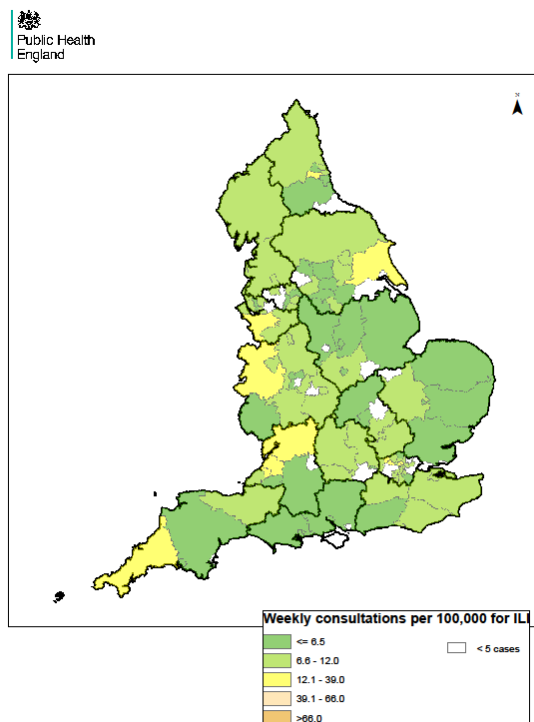 Public Health
England
N
Weekly consultations per 100,000 for ILI
<= 6.5
6.6 - 12.0
12.1 - 39.0
39.1 - 66.0
>66.0
< 5 cases